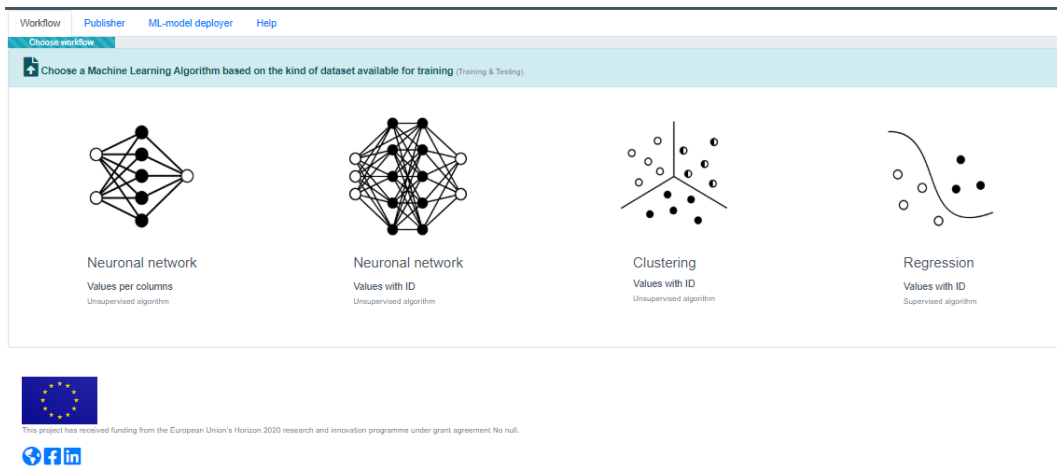 Workflow Publisher ML-model deployer Help
Choose workflow
Choose a Machine Learning Algorithm based on the kind of dataset available for training (Training & Testing)
Neuronal network
Values per columns
Unsupervised algorithm
Neuronal network
Values with ID
Unsupervised algorithm
Clustering
Values with ID
Unsupervised algorithm
Regression
Values with ID
Supervised algorithm
This project has received funding from the European Union's Horizon 2020 research and innovation programme under grant agreement No null.